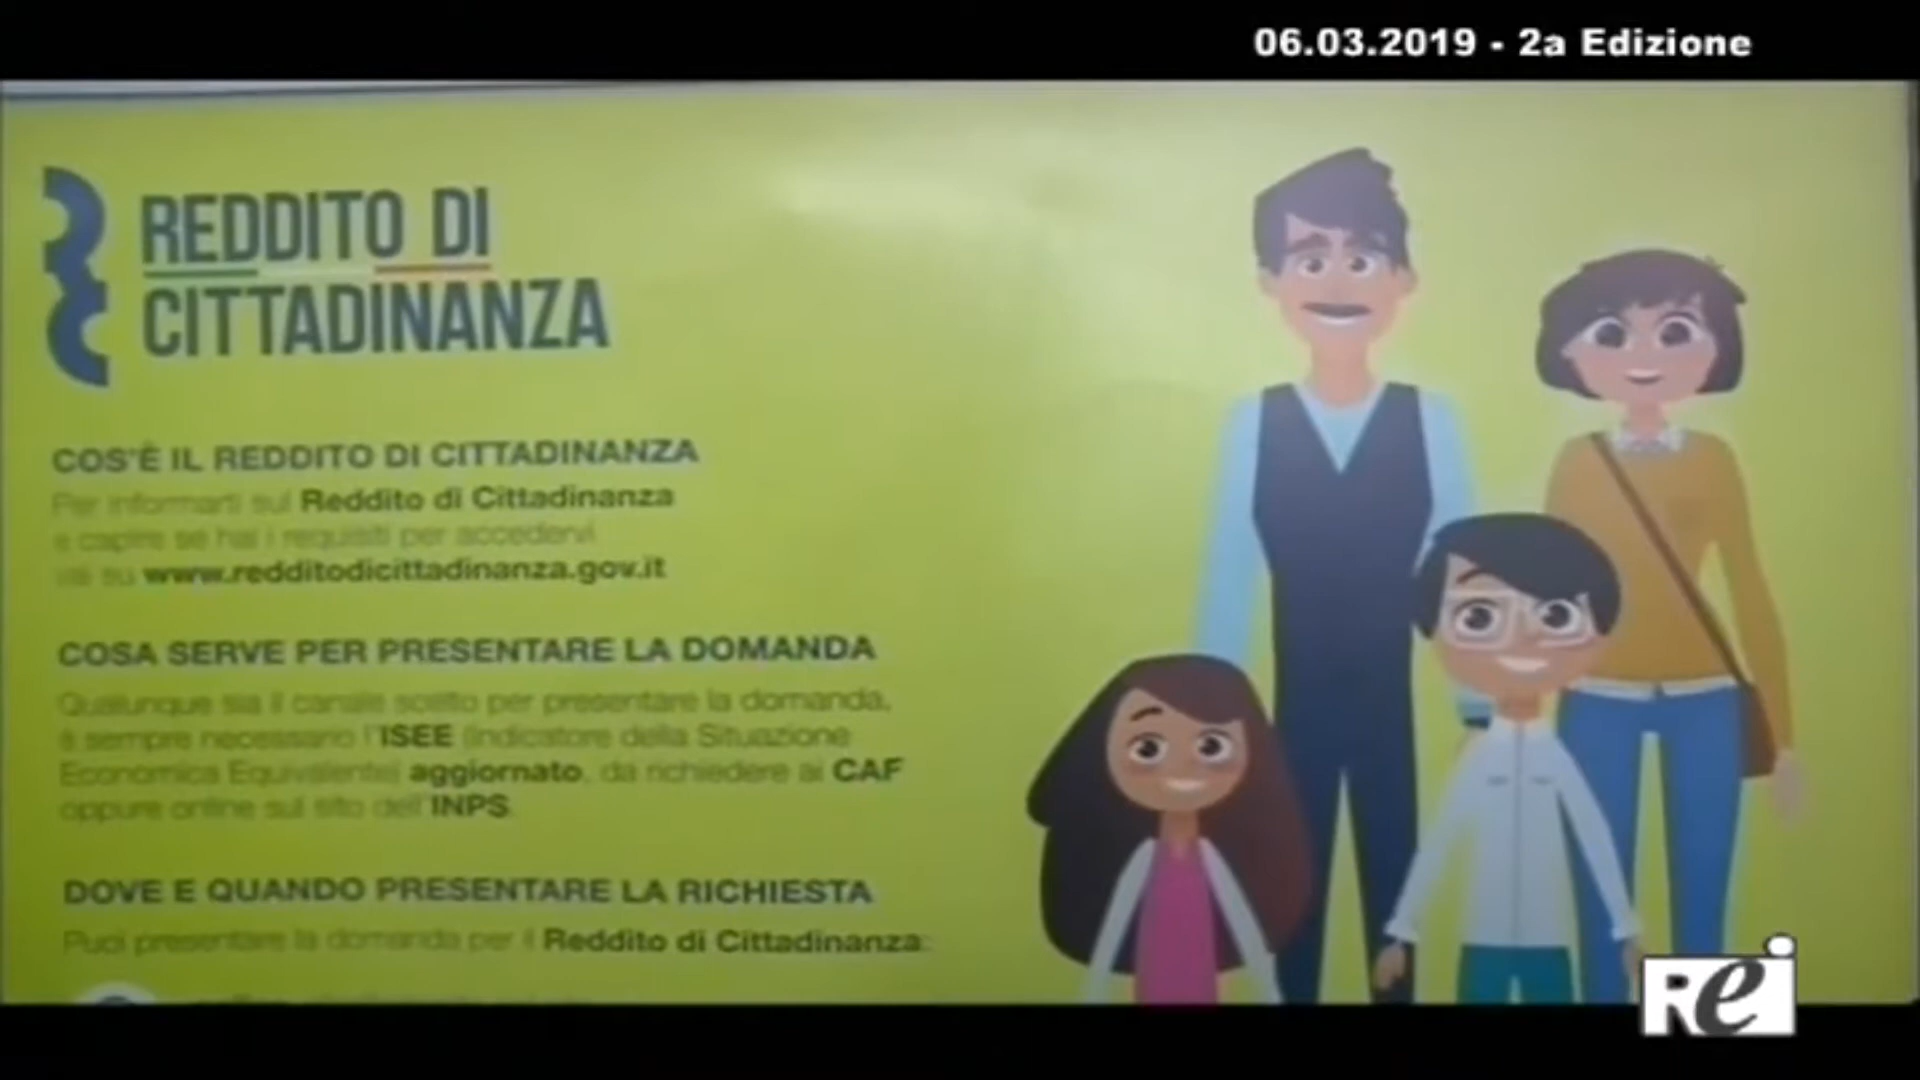 06.03.2019 - 2a Edizione
REDDITO DI
CITTADINANZA
COS'È IL REDDITO DI CITTADINANZA
Per informarti sul Reddito di Cittadinanza
e capire se hai i requisiti per accedervi
vai su www.redditodicittadinanza.gov.it
COSA SERVE PER PRESENTARE LA DOMANDA
Qualunque sia il canale scelto per presentare la domanda,
è sempre necessario l'ISEE (Indicatore della Situazione
Economica Equivalente) aggiornato, da richiedere ai CAF
oppure online sul sito dell'INPS.
DOVE E QUANDO PRESENTARE LA RICHIESTA
Puoi presentare la domanda per il Reddito di Cittadinanza:
Rei